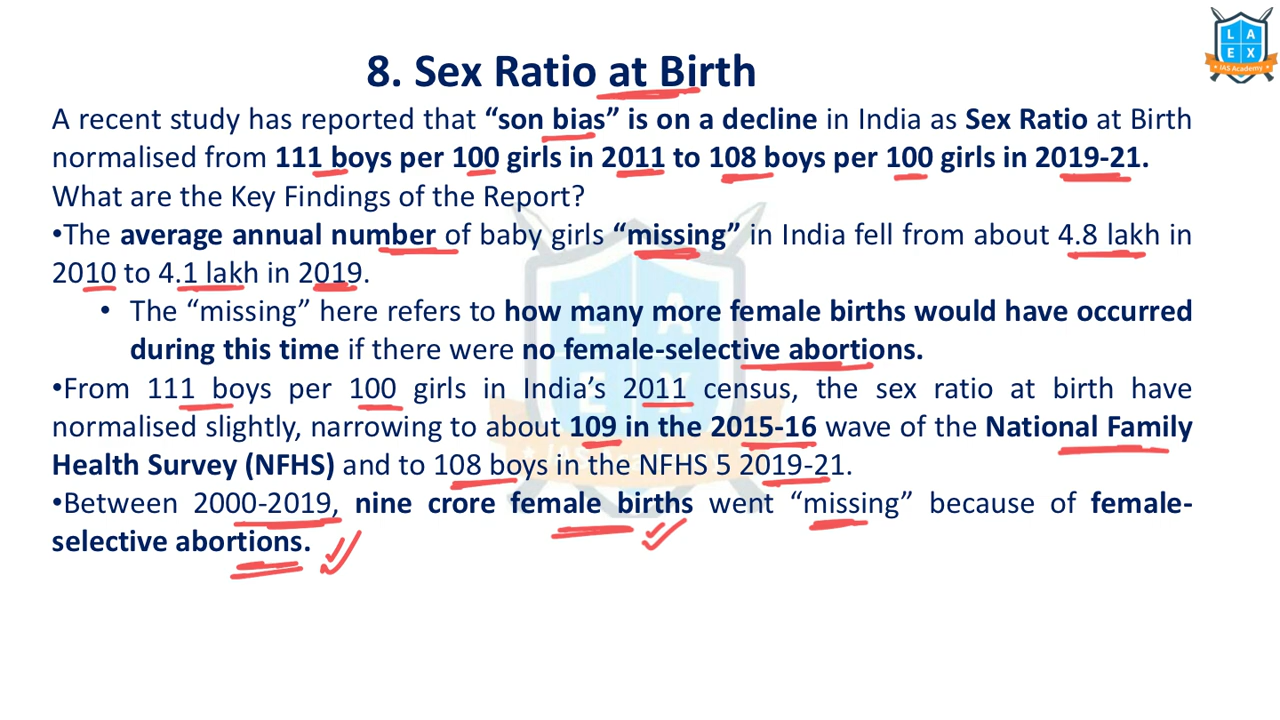 L A
E X
IAS Academy
8. Sex Ratio at Birth
A recent study has reported that “son bias” is on a decline in India as Sex Ratio at Birth
normalised from 111 boys per 100 girls in 2011 to 108 boys per 100 girls in 2019-21.
What are the Key Findings of the Report?
•The average annual number of baby girls “missing” in India fell from about 4.8 lakh in
2010 to 4.1 lakh in 2019.
• The “missing” here refers to how many more female births would have occurred
during this time if there were no female-selective abortions.
•From 111 boys per 100 girls in India’s 2011 census, the sex ratio at birth have
normalised slightly, narrowing to about 109 in the 2015-16 wave of the National Family
Health Survey (NFHS) and to 108 boys in the NFHS 5 2019-21.
•Between 2000-2019, nine crore female births went “missing” because of female-
selective abortions.